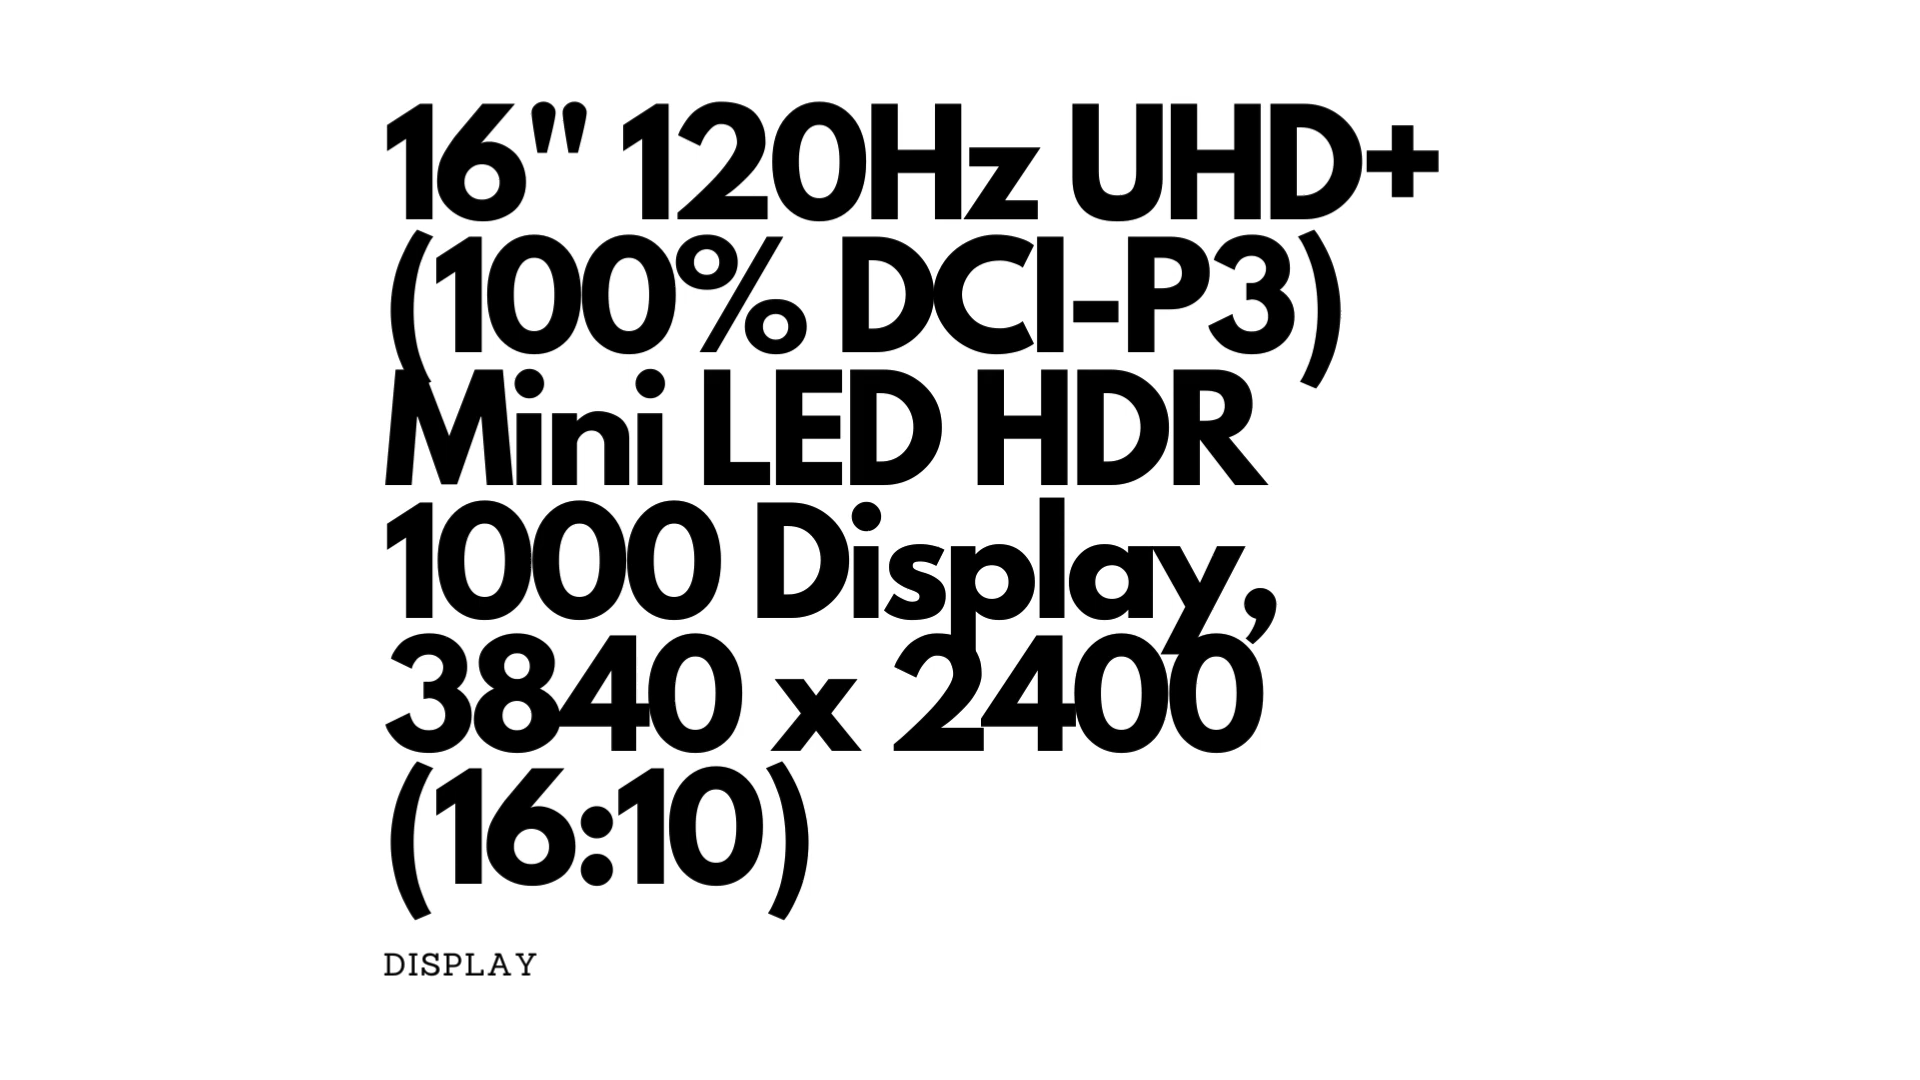 16" 120Hz UHD+
(100% DCI-P3)
Mini LED HDR
1000 Display,
3840 x 2400
(16:10)
DISPLAY